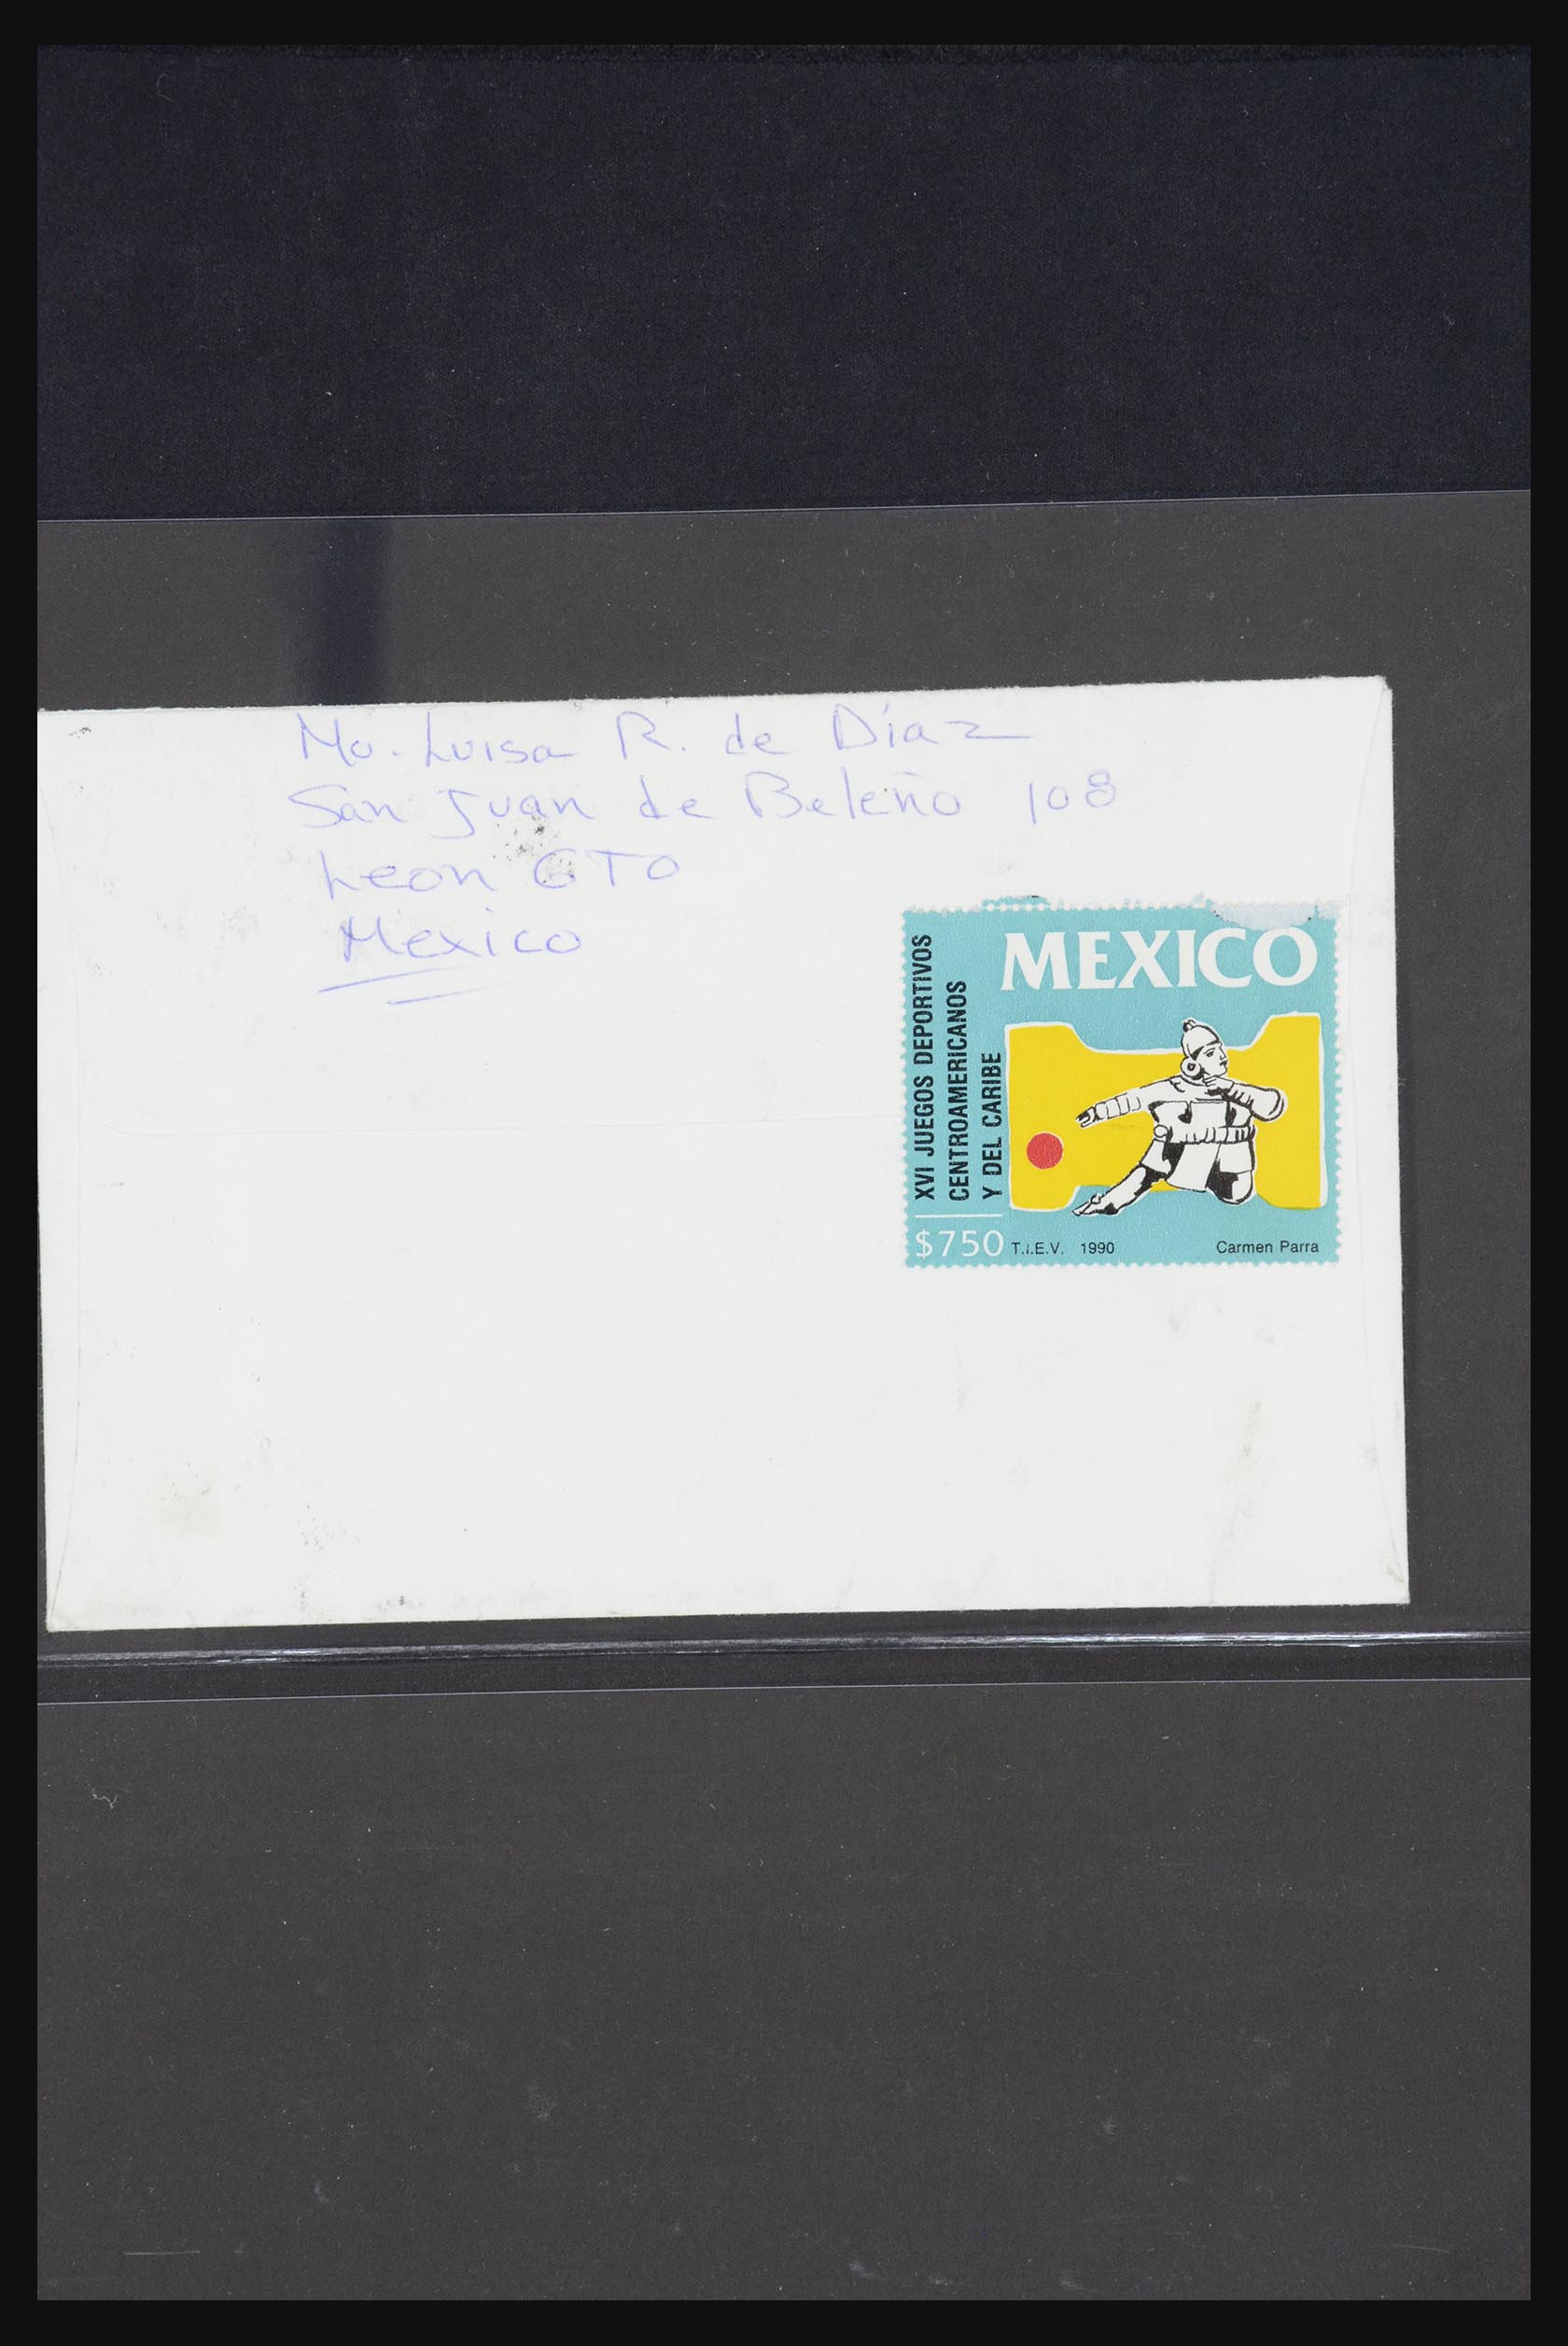 Ma. Luisa R. de Díaz
San Juan de Beleño 108
Leon GTO
Mexico
MEXICO
XVI JUEGOS DEPORTIVOS
CENTROAMERICANOS
Y DEL CARIBE
$750
T.I.E.V. 1990
Carmen Parra